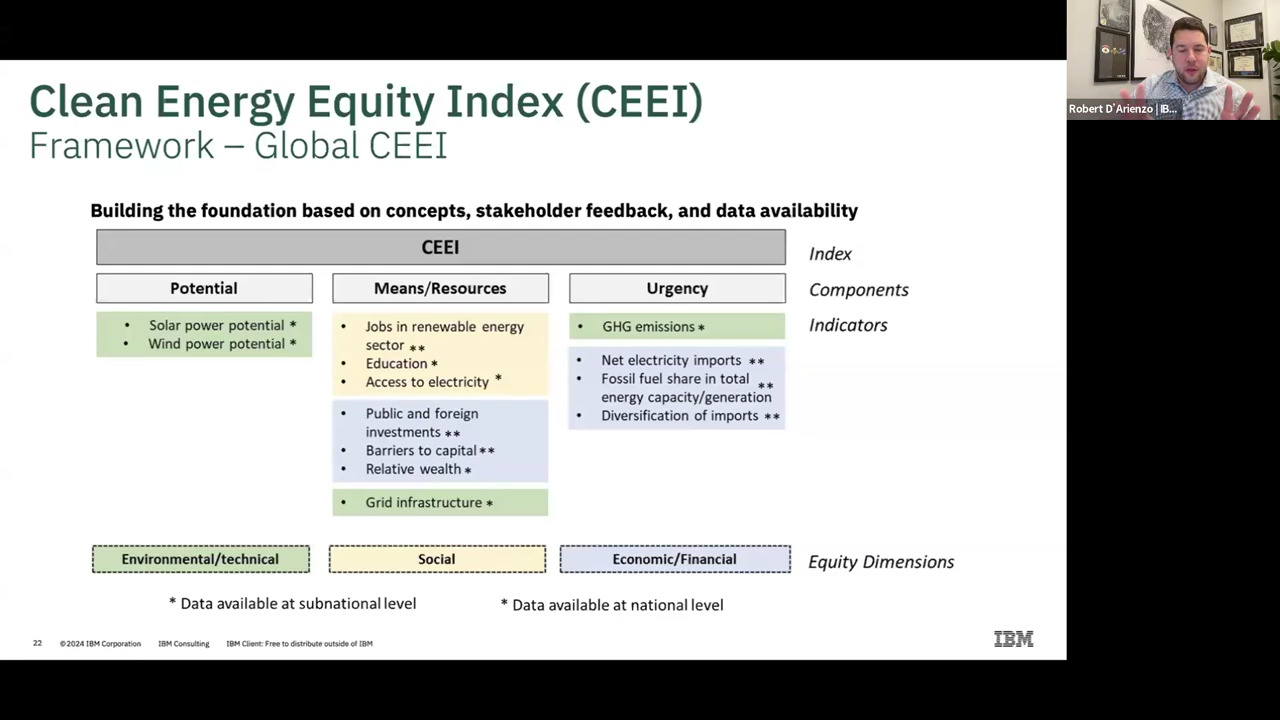 Clean Energy Equity Index (CEEI)
Framework – Global CEEI
Robert D'Arienzo | IB...
Building the foundation based on concepts, stakeholder feedback, and data availability
CEEI
Index
Potential
Means/Resources
Urgency
Components
Indicators
• Solar power potential *
• Wind power potential *
• Jobs in renewable energy
sector **
• Education *
• Access to electricity *
• Public and foreign
investments **
• Barriers to capital **
• Relative wealth *
• Grid infrastructure *
• GHG emissions *
• Net electricity imports **
• Fossil fuel share in total **
energy capacity/generation
• Diversification of imports **
Environmental/technical
Social
Economic/Financial
Equity Dimensions
* Data available at subnational level
* Data available at national level
22 ©2024 IBM Corporation IBM Consulting IBM Client: Free to distribute outside of IBM
IBM